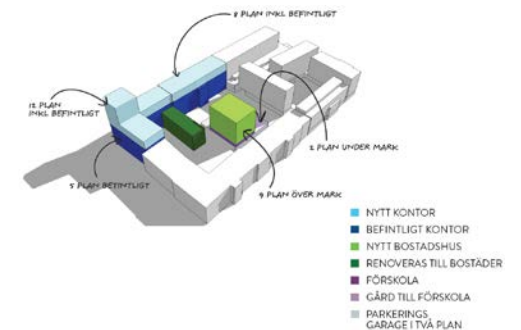 8 PLAN INKL BEFINTLIGT
12 PLAN
INKL BEFINTLIGT
5 PLAN BEFINTLIGT
2 PLAN UNDER MARK
9 PLAN ÖVER MARK
NYTT KONTOR
BEFINTLIGT KONTOR
NYTT BOSTADSHUS
RENOVERAS TILL BOSTÄDER
FÖRSKOLA
GÅRD TILL FÖRSKOLA
PARKERINGS
GARAGE I TVÅ PLAN